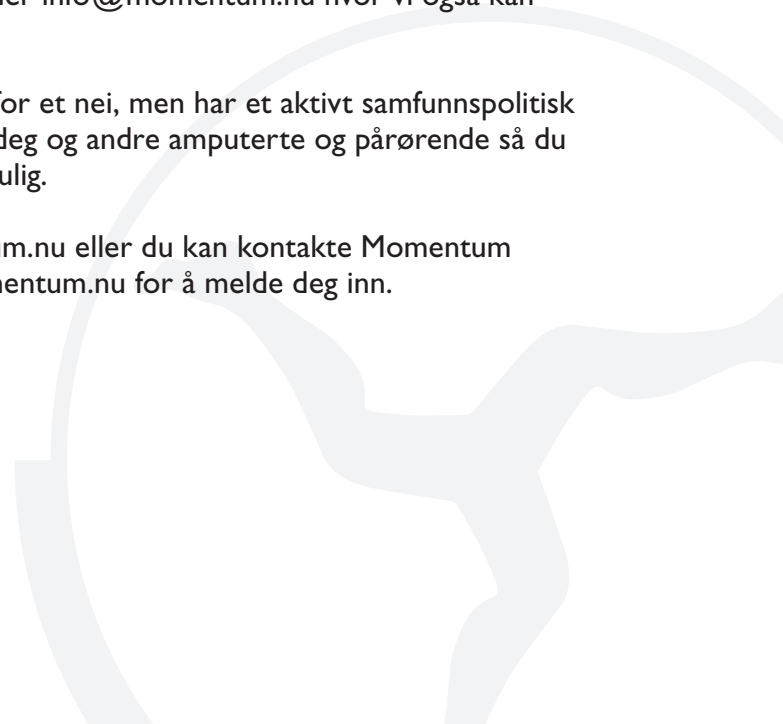 info@momentum.nu hvor vi også kan
for et nei, men har et aktivt samfunnspolitisk
deg og andre amputerte og pårørende så du
ulig.
um.nu eller du kan kontakte Momentum
mentum.nu for å melde deg inn.